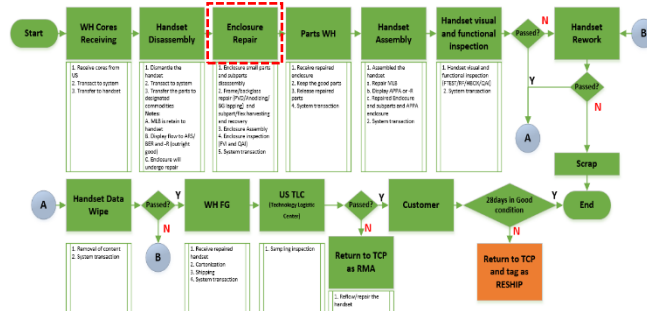 Start
WH Cores
Receiving
Handset
Disassembly
Enclosure
Repair
Parts WH
Handset
Assembly
Handset visual
and functional
inspection
Passed?
N
Handset
Rework
B
1. Receive cores from
US
2. Transact to system
3. Transfer to handset
1. Dismantle the
handset
2. Transact to system
3. Transfer the parts to
designated
commodities
Notes:
A. MLB is retain to
handset
B. Display flow to
BER and -R (outright
good)
C. Enclosure will
undergo repair
1. Enclosure small parts
and subparts
disassembly
2. Frame/backglass
repair (PVD/Anodizing/
BG lapping) and
subpart/flex harvesting
and recovery
3. Enclosure Assembly
4. Enclosure inspection
(FVI and QAI)
5. System transaction
1. Receive repaired
enclosure
2. Keep the good parts
3. Release repaired
parts
4. System transaction
1. Assembled the
handset
a. Repair MLB
b. Display APPA or -R
c. Repaired Enclosure
and subparts and APPA
enclosure
2. System transaction
1. Handset visual and
functional inspection
2. System transaction
Y
Passed?
Y
N
A
Scrap
A
Handset Data
Wipe
Passed?
Y
WH FG
US TLC
(Technology Logistic
Center)
Passed?
Y
Customer
28days in Good
condition
Y
End
N
B
N
N
1. Removal of content
2. System transaction
1. Receive repaired
handset
2. Cartonization
3. Shipping
4. System transaction
1. Sampling inspection
Return to TCP
as RMA
1. Reflow/repair the
handset
Return to TCP
and tag as
RESHIP